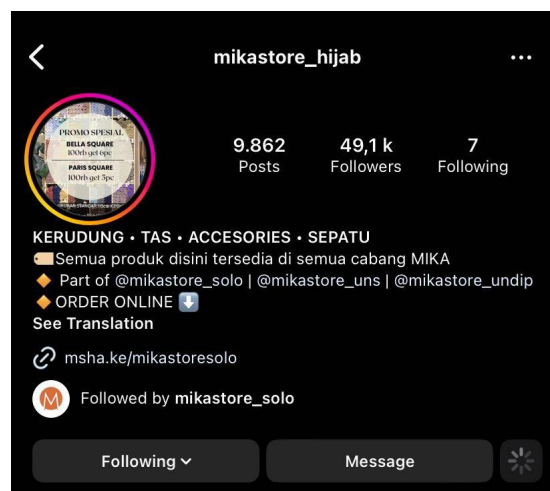 mikastore_hijab
PROMO SPESIAL
BELLA SQUARE
100rb get 6pc
PARIS SQUARE
100rb get 5pc
9.862
Posts
49,1 k
Followers
7
Following
KERUDUNG • TAS • ACCESORIES • SEPATU
Semua produk disini tersedia di semua cabang MIKA
Part of @mikastore_solo | @mikastore_uns | @mikastore_undip
ORDER ONLINE
See Translation
msha.ke/mikastoresolo
Followed by mikastore_solo
Following
Message